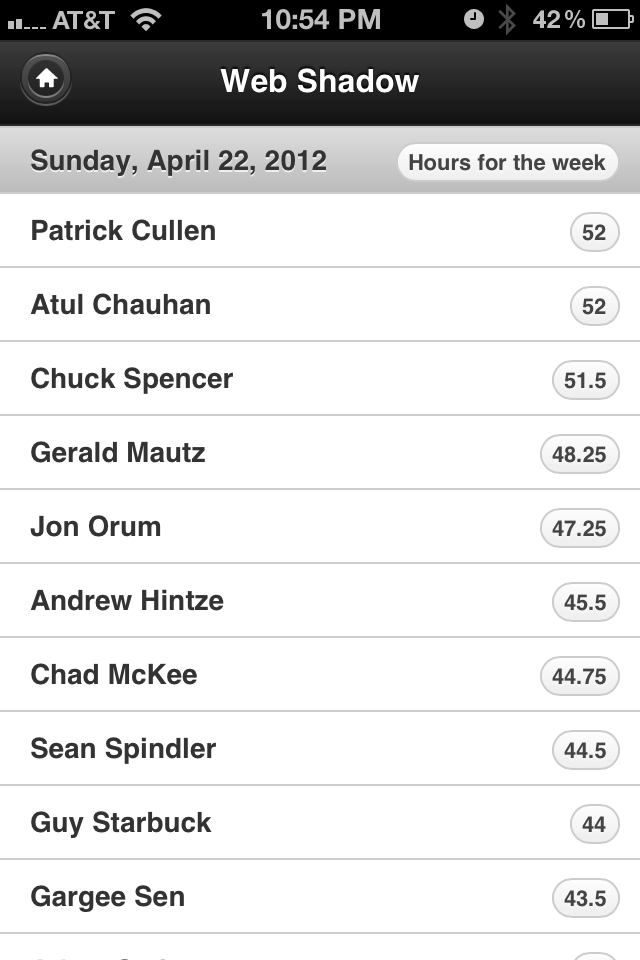 AT&T 10:54 PM 42%
Web Shadow
Sunday, April 22, 2012 Hours for the week
Patrick Cullen 52
Atul Chauhan 52
Chuck Spencer 51.5
Gerald Mautz 48.25
Jon Orum 47.25
Andrew Hintze 45.5
Chad McKee 44.75
Sean Spindler 44.5
Guy Starbuck 44
Gargee Sen 43.5